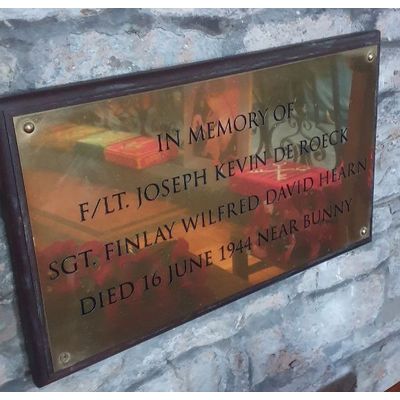 IN MEMORY OF
F/LT. JOSEPH KEVIN DE ROECK
SGT. FINLAY WILFRED DAVID HEARN
DIED 16 JUNE 1944 NEAR BUNNY